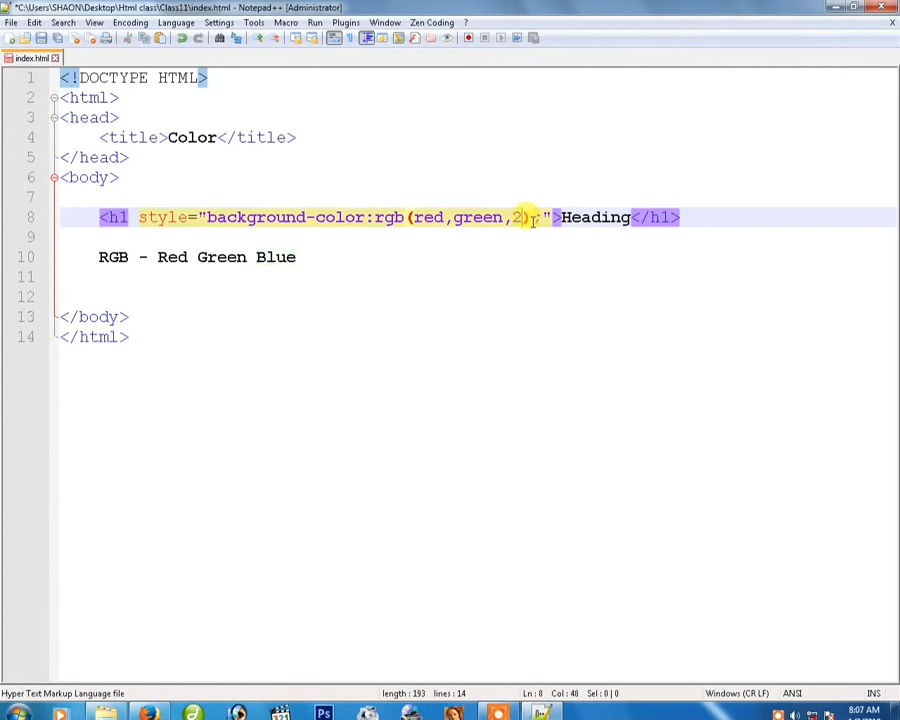 *C:\Users\SHAON\Desktop\Html class\Class11\index.html - Notepad++ [Administrator]
File Edit Search View Encoding Language Settings Tools Macro Run Plugins Window Zen Coding ? X
index.html
1 <!DOCTYPE HTML>
2 <html>
3 <head>
4 <title>Color</title>
5 </head>
6 <body>
7
8 <h1 style="background-color:rgb(red,green,2);">Heading</h1>
9
10 RGB - Red Green Blue
11
12
13 </body>
14 </html>
Hyper Text Markup Language file length : 193 lines : 14 Ln : 8 Col : 48 Sel : 0 | 0 Windows (CR LF) ANSI INS
Ps 8:07 AM